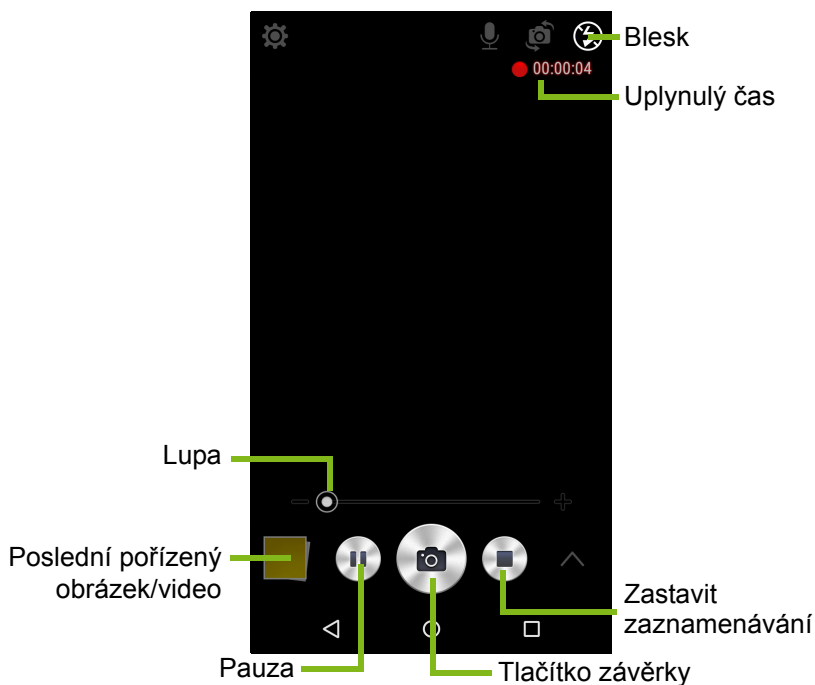 Blesk
00:00:04
Uplynulý čas
Lupa
Poslední pořízený
obrázek/video
Zastavit
zaznamenávání
Pauza
Tlačítko závěrky